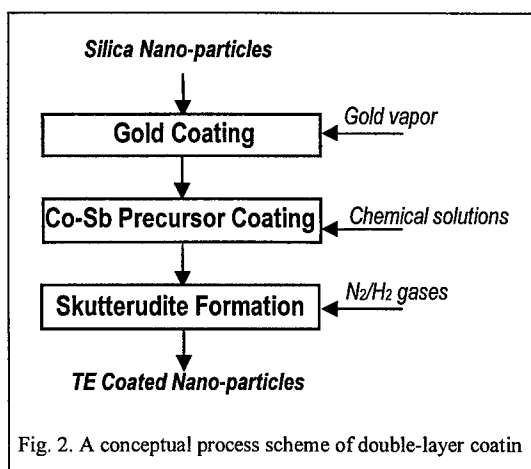 Silica Nano-particles
Gold Coating
Gold vapor
Co-Sb Precursor Coating
Chemical solutions
Skutterudite Formation
N2/H2 gases
TE Coated Nano-particles
Fig. 2. A conceptual process scheme of double-layer coatin